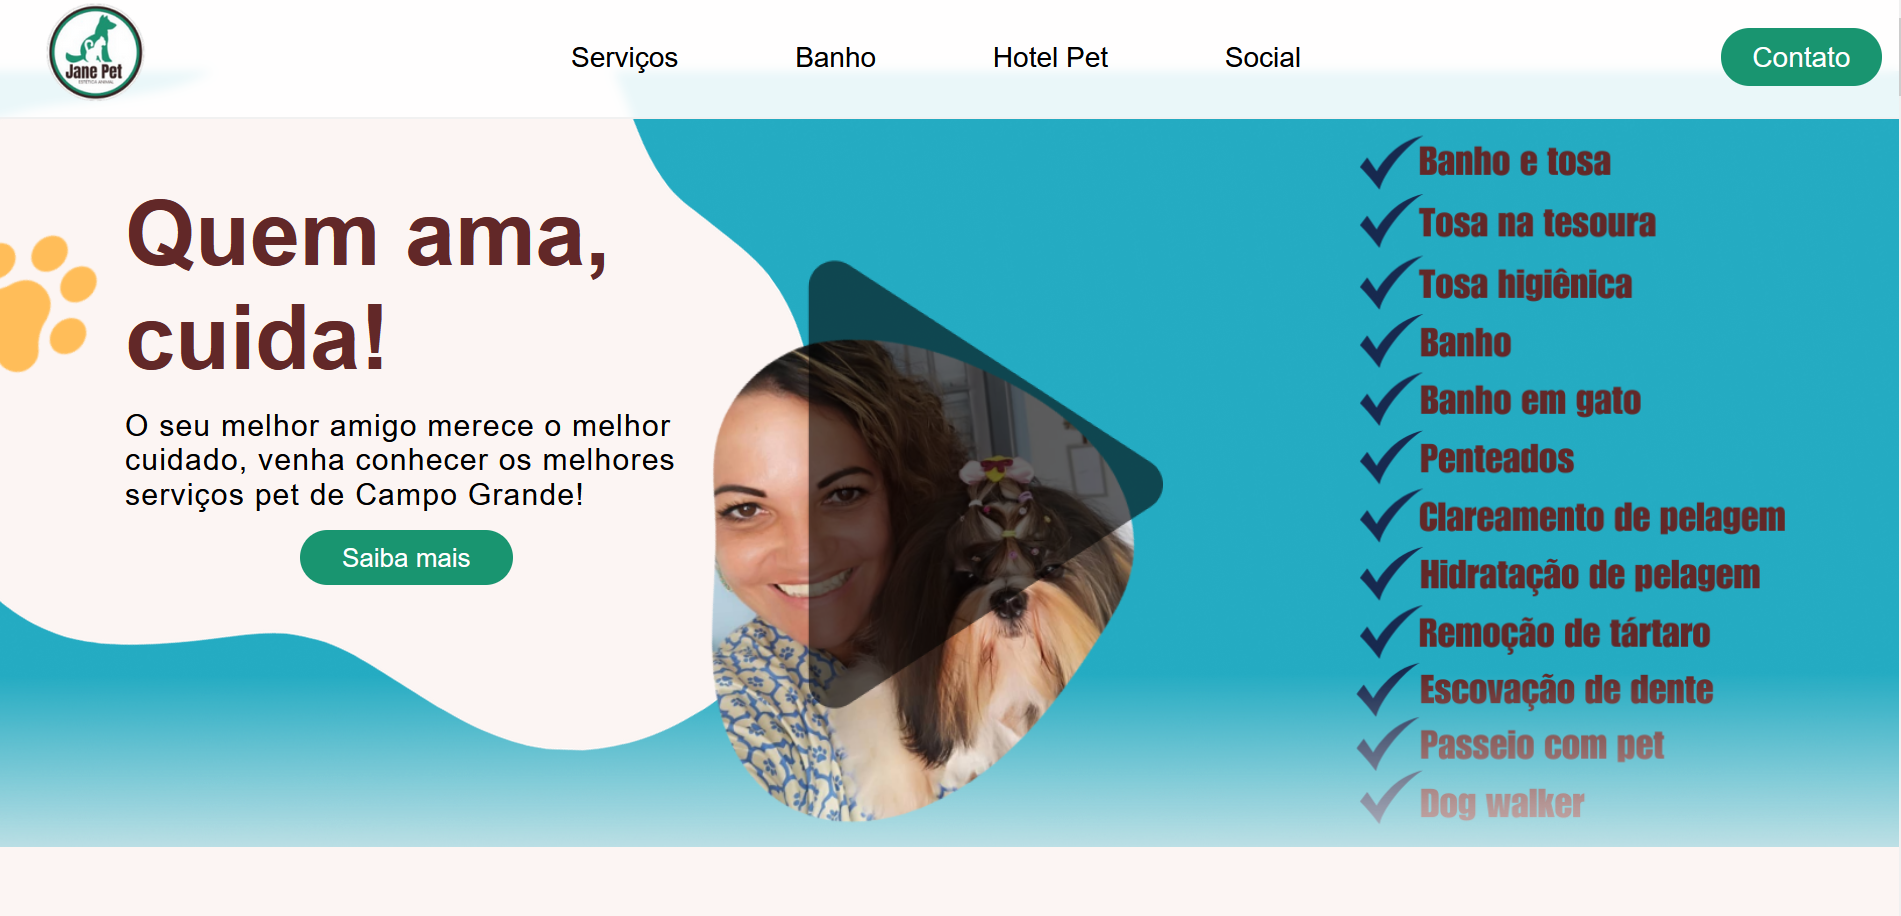 Jane Pet
ESTÉTICA ANIMAL
Serviços
Banho
Hotel Pet
Social
Contato
Quem ama,
cuida!
O seu melhor amigo merece o melhor
cuidado, venha conhecer os melhores
serviços pet de Campo Grande!
Saiba mais
Banho e tosa
Tosa na tesoura
Tosa higiênica
Banho
Banho em gato
Penteados
Clareamento de pelagem
Hidratação de pelagem
Remoção de tártaro
Escovação de dente
Passeio com pet
Dog walker